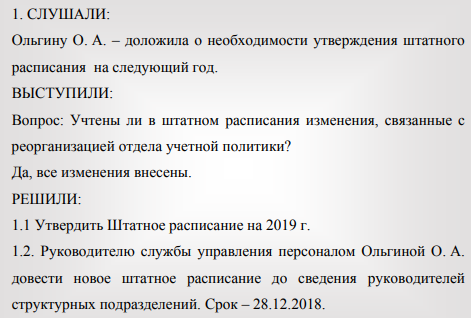 1. СЛУШАЛИ:
Ольгину О. А. – доложила о необходимости утверждения штатного
расписания на следующий год.
ВЫСТУПИЛИ:
Вопрос: Учтены ли в штатном расписания изменения, связанные с
реорганизацией отдела учетной политики?
Да, все изменения внесены.
РЕШИЛИ:
1.1 Утвердить Штатное расписание на 2019 г.
1.2. Руководителю службы управления персоналом Ольгиной О. А.
довести новое штатное расписание до сведения руководителей
структурных подразделений. Срок – 28.12.2018.